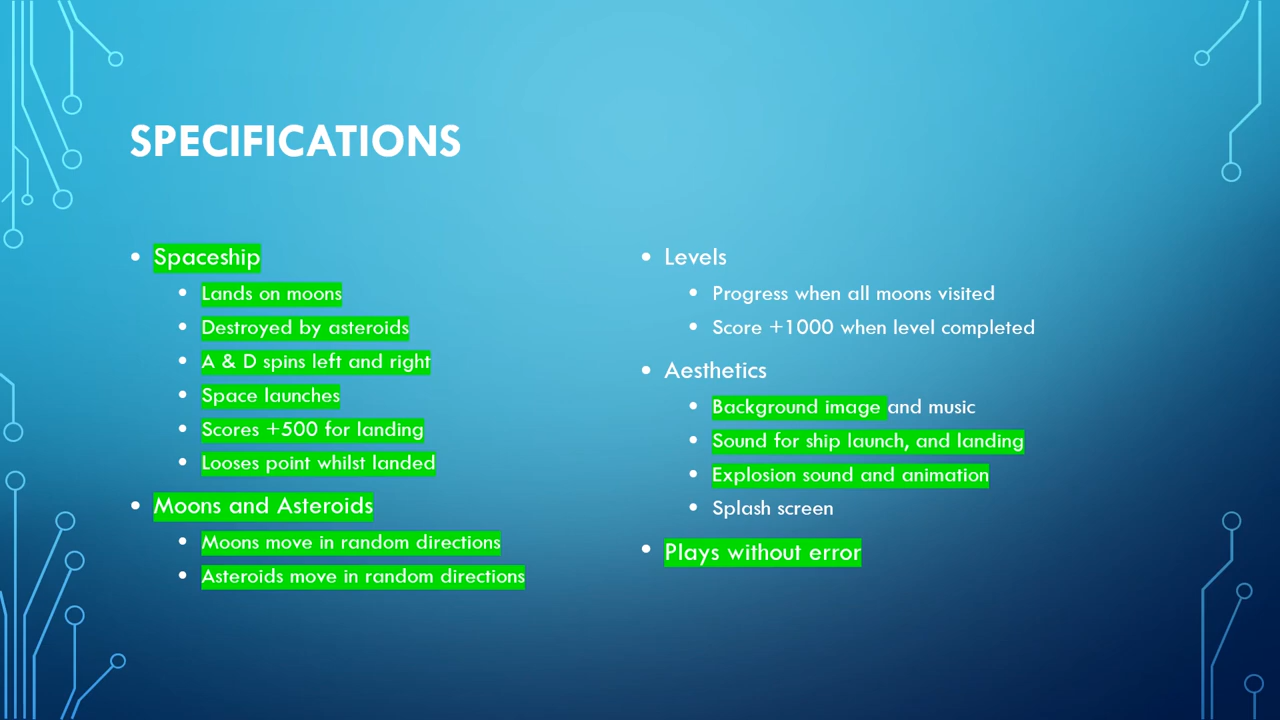 SPECIFICATIONS
• Spaceship
• Lands on moons
• Destroyed by asteroids
• A & D spins left and right
• Space launches
• Scores +500 for landing
• Looses point whilst landed
• Moons and Asteroids
• Moons move in random directions
• Asteroids move in random directions
• Levels
• Progress when all moons visited
• Score +1000 when level completed
• Aesthetics
• Background image and music
• Sound for ship launch, and landing
• Explosion sound and animation
• Splash screen
• Plays without error